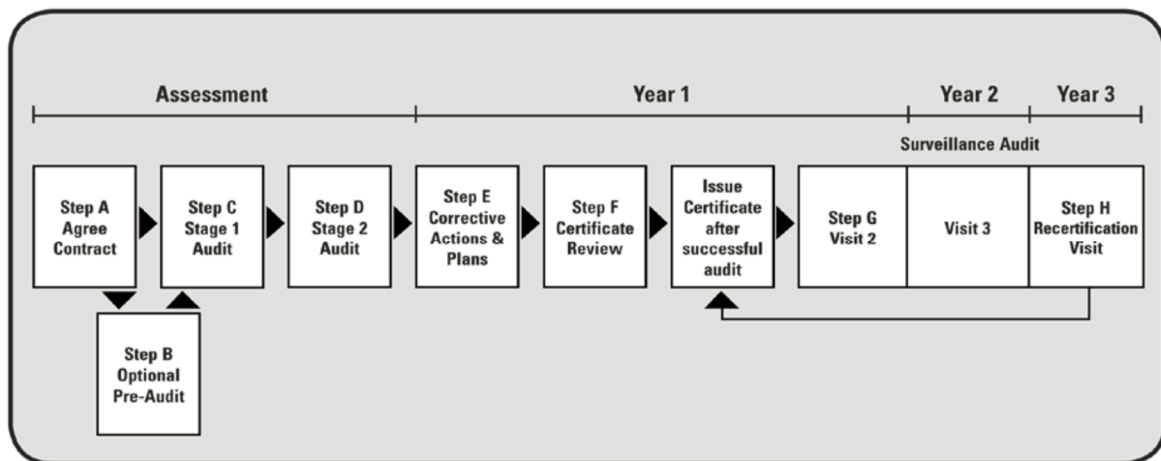 Assessment
Year 1
Year 2
Year 3
Surveillance Audit
Step A
Agree
Contract
Step C
Stage 1
Audit
Step D
Stage 2
Audit
Step E
Corrective
Actions &
Plans
Step F
Certificate
Review
Issue
Certificate
after
successful
audit
Step G
Visit 2
Visit 3
Step H
Recertification
Visit
Step B
Optional
Pre-Audit